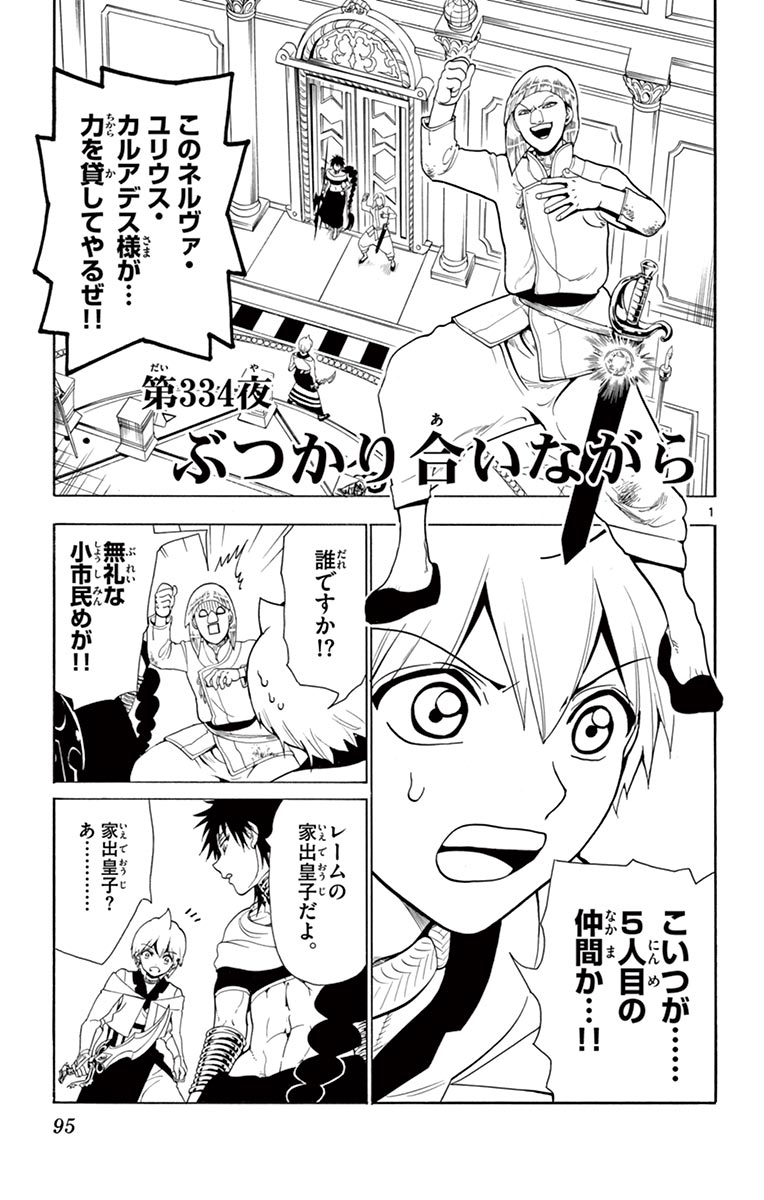 このネルヴァ・
ユリウス・
カルアデス様が…
力を貸してやるぜ!!
第334夜
ぶつかり合いながら
1
こいつが……
5人目の
仲間か…!!
誰ですか!?
無礼な
小市民めが!!
レームの
家出皇子だよ。
家出皇子?
あ…………
95